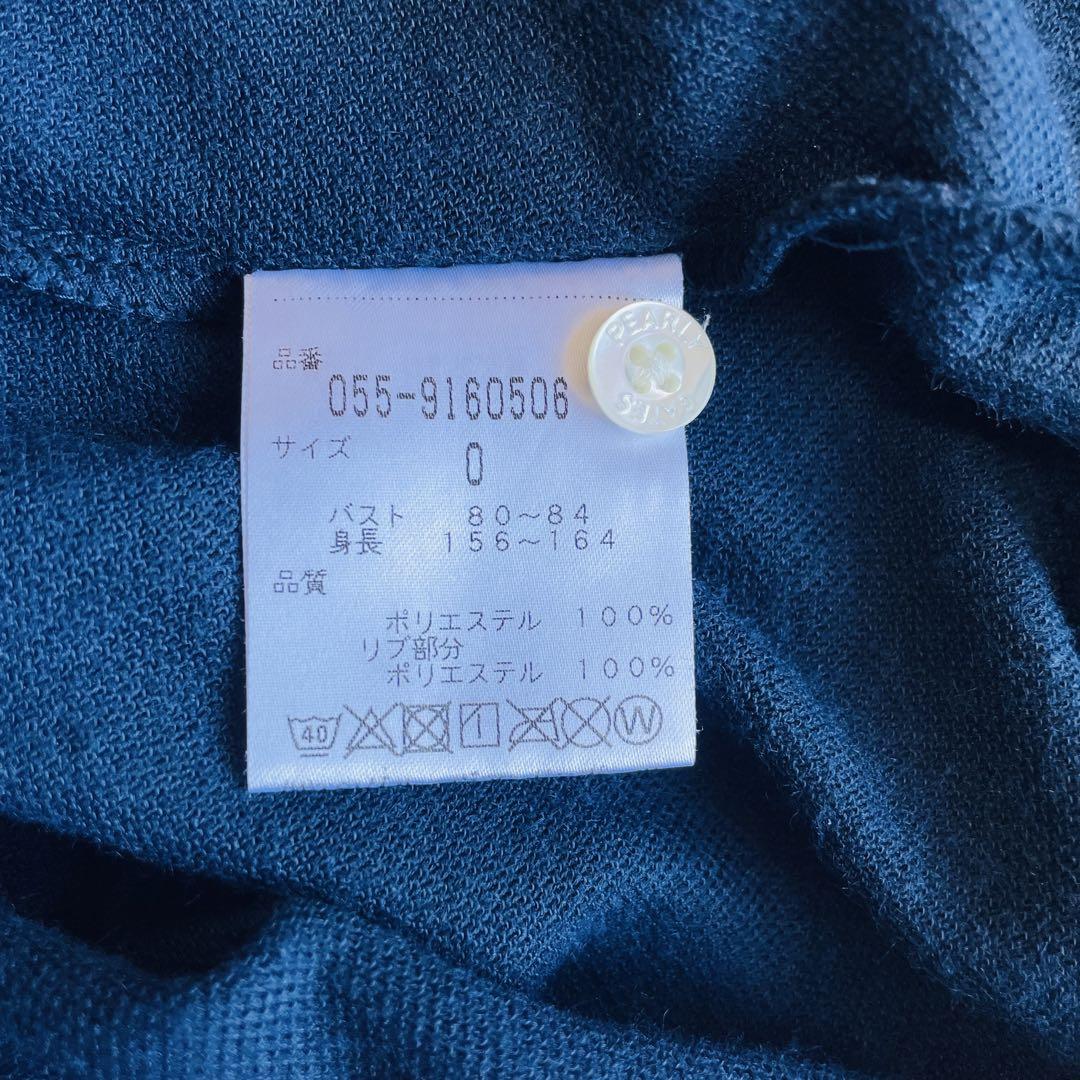 品番
055-9160506
サイズ
0
バスト 80~84
身長 156~164
品質
ポリエステル 100%
リブ部分
ポリエステル 100%
40
W
PEARLY
GATES